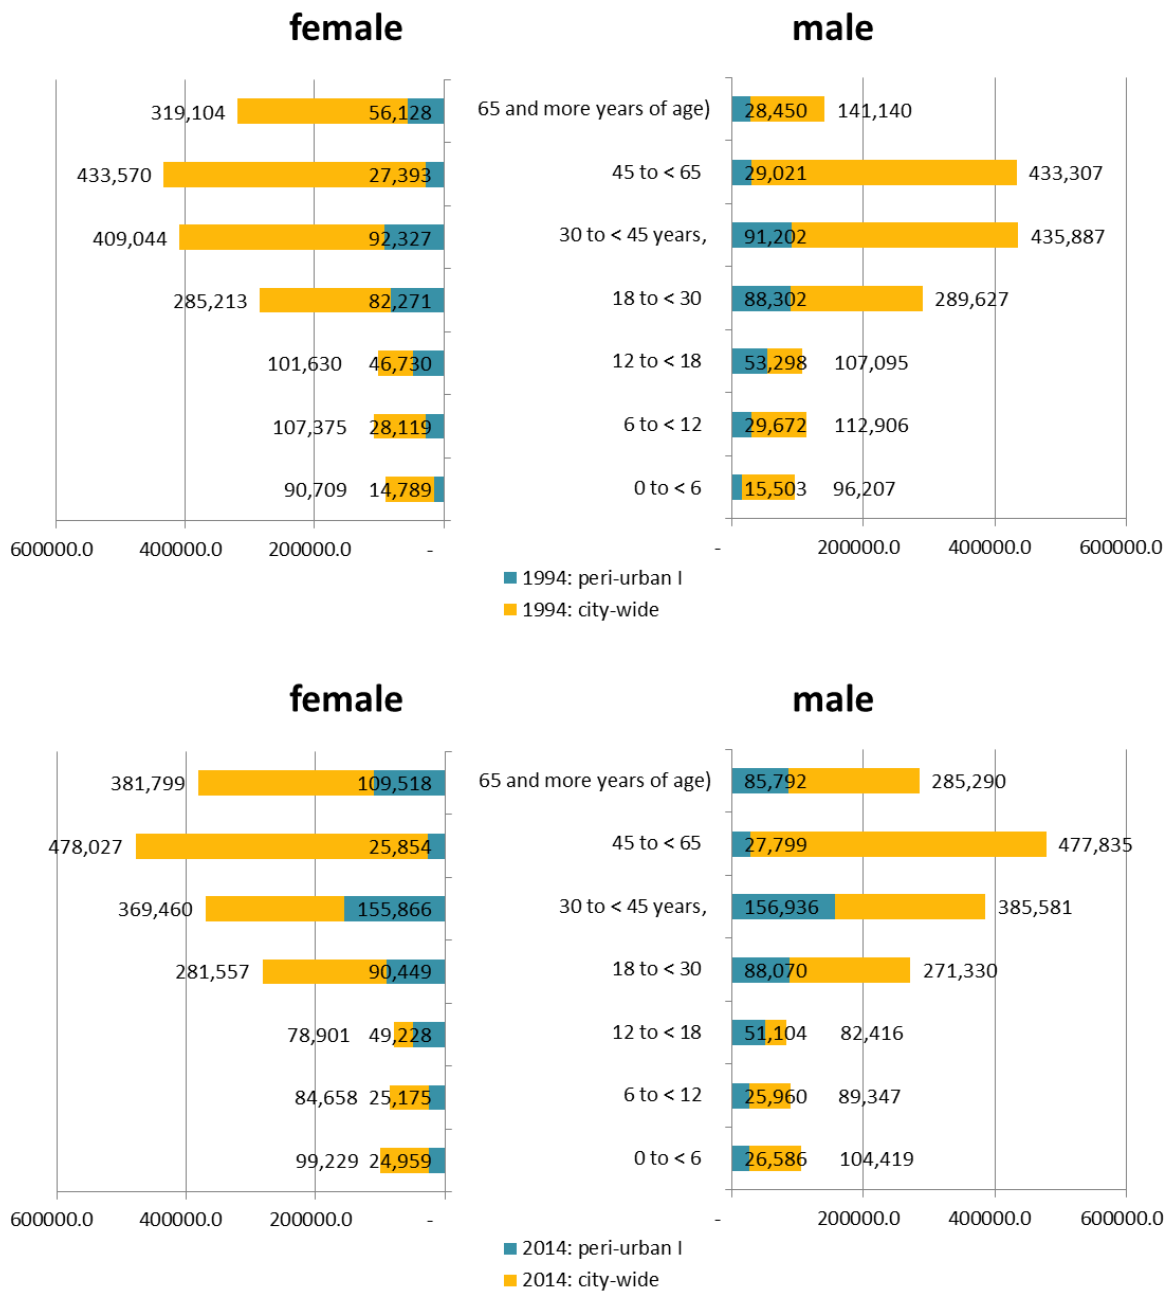 female male
319,104 56,128 65 and more years of age) 28,450 141,140
433,570 27,393 45 to < 65 29,021 433,307
409,044 92,327 30 to < 45 years, 91,202 435,887
285,213 82,271 18 to < 30 88,302 289,627
101,630 46,730 12 to < 18 53,298 107,095
107,375 28,119 6 to < 12 29,672 112,906
90,709 14,789 0 to < 6 15,503 96,207
600000.0 400000.0 200000.0 - - 200000.0 400000.0 600000.0
1994: peri-urban I
1994: city-wide
female male
381,799 109,518 65 and more years of age) 85,792 285,290
478,027 25,854 45 to < 65 27,799 477,835
369,460 155,866 30 to < 45 years, 156,936 385,581
281,557 90,449 18 to < 30 88,070 271,330
78,901 49,228 12 to < 18 51,104 82,416
84,658 25,175 6 to < 12 25,960 89,347
99,229 24,959 0 to < 6 26,586 104,419
600000.0 400000.0 200000.0 - - 200000.0 400000.0 600000.0
2014: peri-urban I
2014: city-wide